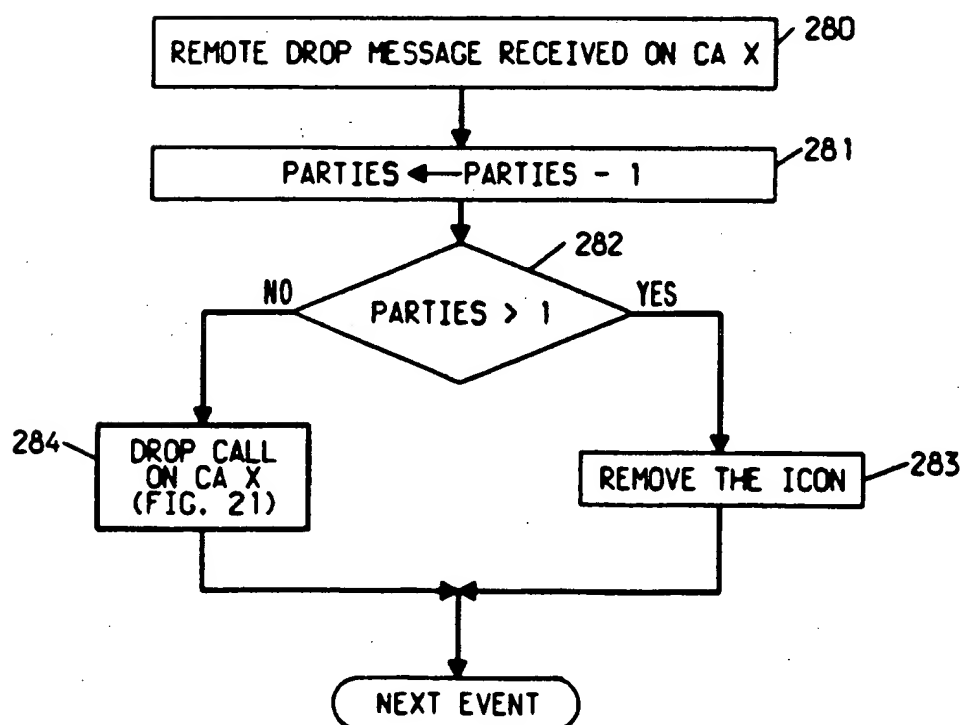 280
REMOTE DROP MESSAGE RECEIVED ON CA X
281
PARTIES ← PARTIES - 1
282
NO
PARTIES > 1
YES
284
DROP CALL
ON CA X
(FIG. 21)
REMOVE THE ICON
283
NEXT EVENT